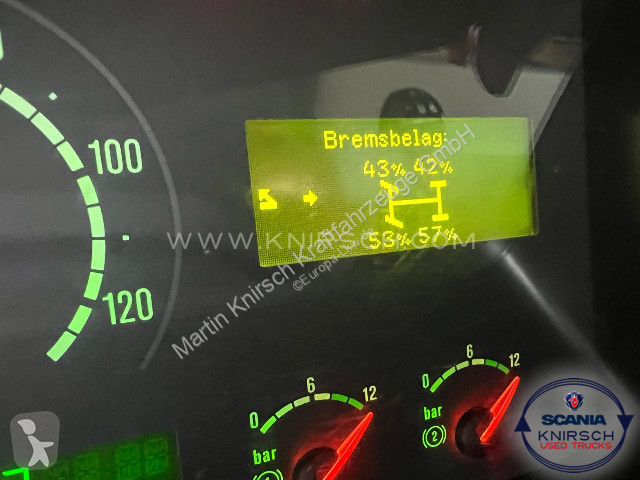 Bremsbelag:
43% 42%
53% 57%
100
120
0 6 12
bar
(1)
0 6 12
bar
(2)
WWW.KNIRSCH
Martin Knirsch Kraftfahrzeuge GmbH
SCANIA
KNIRSCH
USED TRUCKS